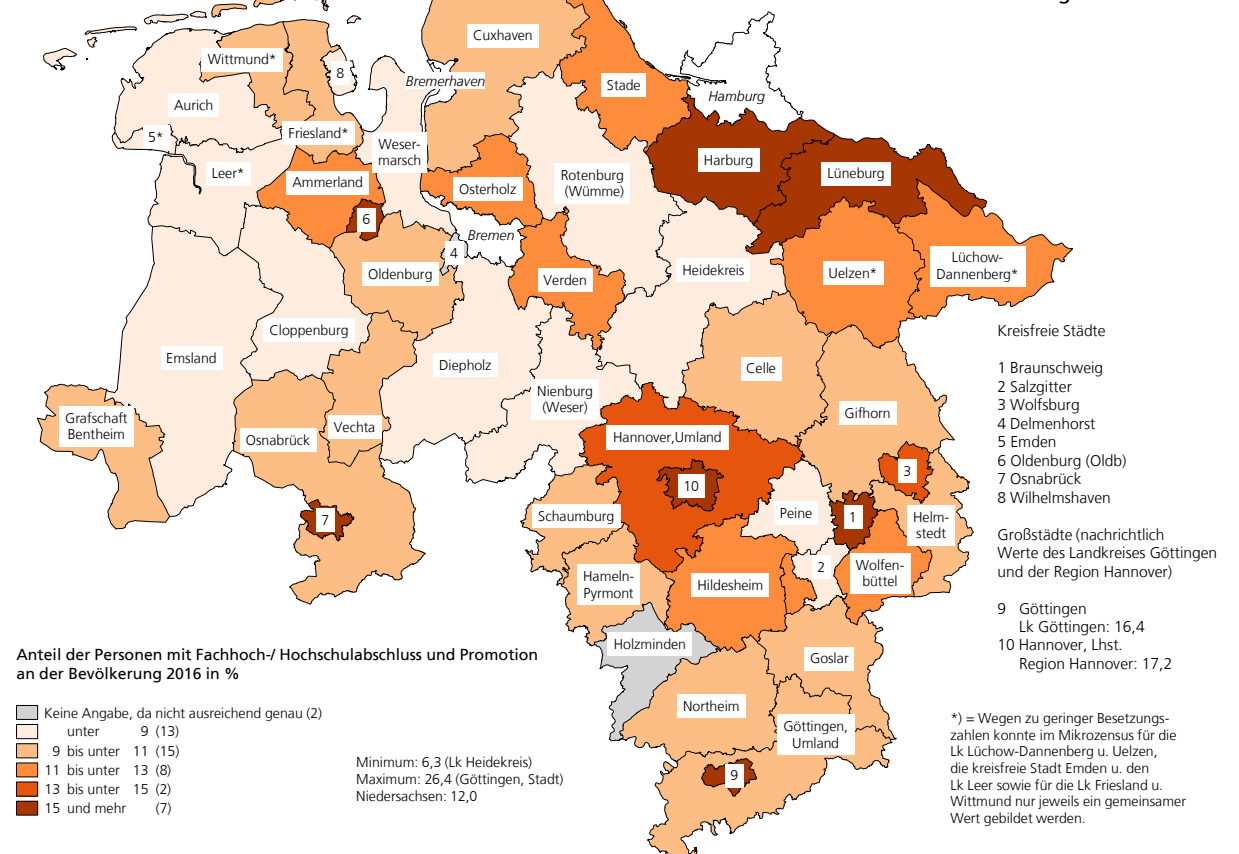 Cuxhaven
Wittmund*
8
Bremerhaven
Stade
Hamburg
Aurich
5*
Friesland*
Weser-
marsch
Leer*
Ammerland
Osterholz
Rotenburg
(Wümme)
Harburg
Lüneburg
6
Bremen
4
Oldenburg
Verden
Heidekreis
Uelzen*
Lüchow-
Dannenberg*
Cloppenburg
Emsland
Diepholz
Celle
Nienburg
(Weser)
Grafschaft
Bentheim
Osnabrück
Vechta
Gifhorn
Hannover,Umland
3
10
7
Schaumburg
Peine
1
Helm-
stedt
2
Wolfen-
büttel
Hameln-
Pyrmont
Hildesheim
Holzminden
Goslar
Northeim
Göttingen,
Umland
9
Kreisfreie Städte
1 Braunschweig
2 Salzgitter
3 Wolfsburg
4 Delmenhorst
5 Emden
6 Oldenburg (Oldb)
7 Osnabrück
8 Wilhelmshaven
Großstädte (nachrichtlich
Werte des Landkreises Göttingen
und der Region Hannover)
9 Göttingen
Lk Göttingen: 16,4
10 Hannover, Lhst.
Region Hannover: 17,2
Anteil der Personen mit Fachhoch-/ Hochschulabschluss und Promotion
an der Bevölkerung 2016 in %
Keine Angabe, da nicht ausreichend genau (2)
unter 9 (13)
9 bis unter 11 (15)
11 bis unter 13 (8)
13 bis unter 15 (2)
15 und mehr (7)
Minimum: 6,3 (Lk Heidekreis)
Maximum: 26,4 (Göttingen, Stadt)
Niedersachsen: 12,0
*) = Wegen zu geringer Besetzungs-
zahlen konnte im Mikrozensus für die
Lk Lüchow-Dannenberg u. Uelzen,
die kreisfreie Stadt Emden u. den
Lk Leer sowie für die Lk Friesland u.
Wittmund nur jeweils ein gemeinsamer
Wert gebildet werden.